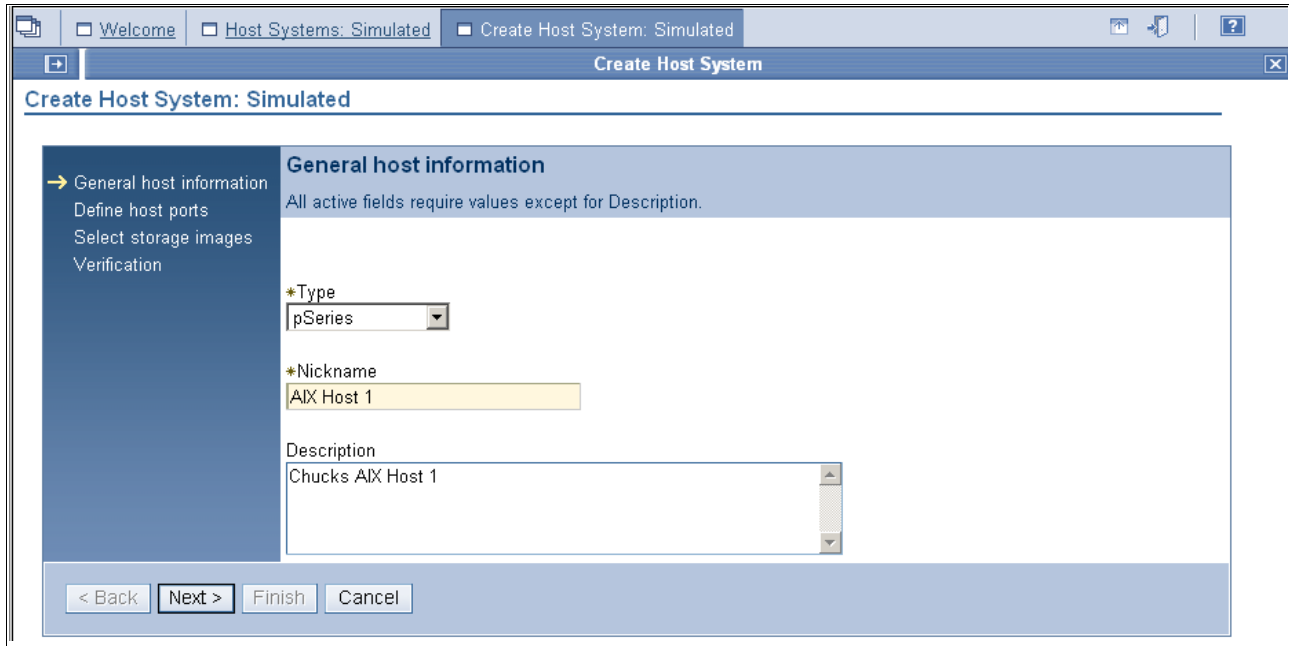 Welcome Host Systems: Simulated Create Host System: Simulated ?
Create Host System
Create Host System: Simulated
General host information
Define host ports
Select storage images
Verification
General host information
All active fields require values except for Description.
*Type
pSeries
*Nickname
AIX Host 1
Description
Chucks AIX Host 1
< Back Next > Finish Cancel